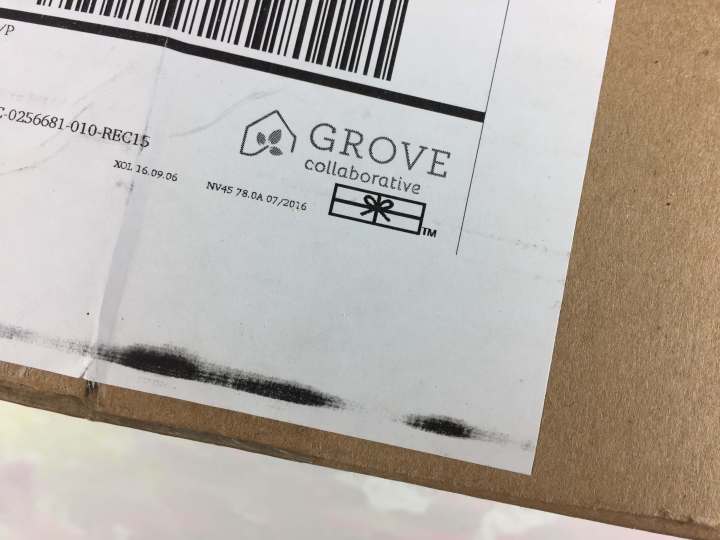 /P
C-0256681-010-REC15
XOL 16.09.06
NV45 78.0A 07/2016
GROVE
collaborative
TM